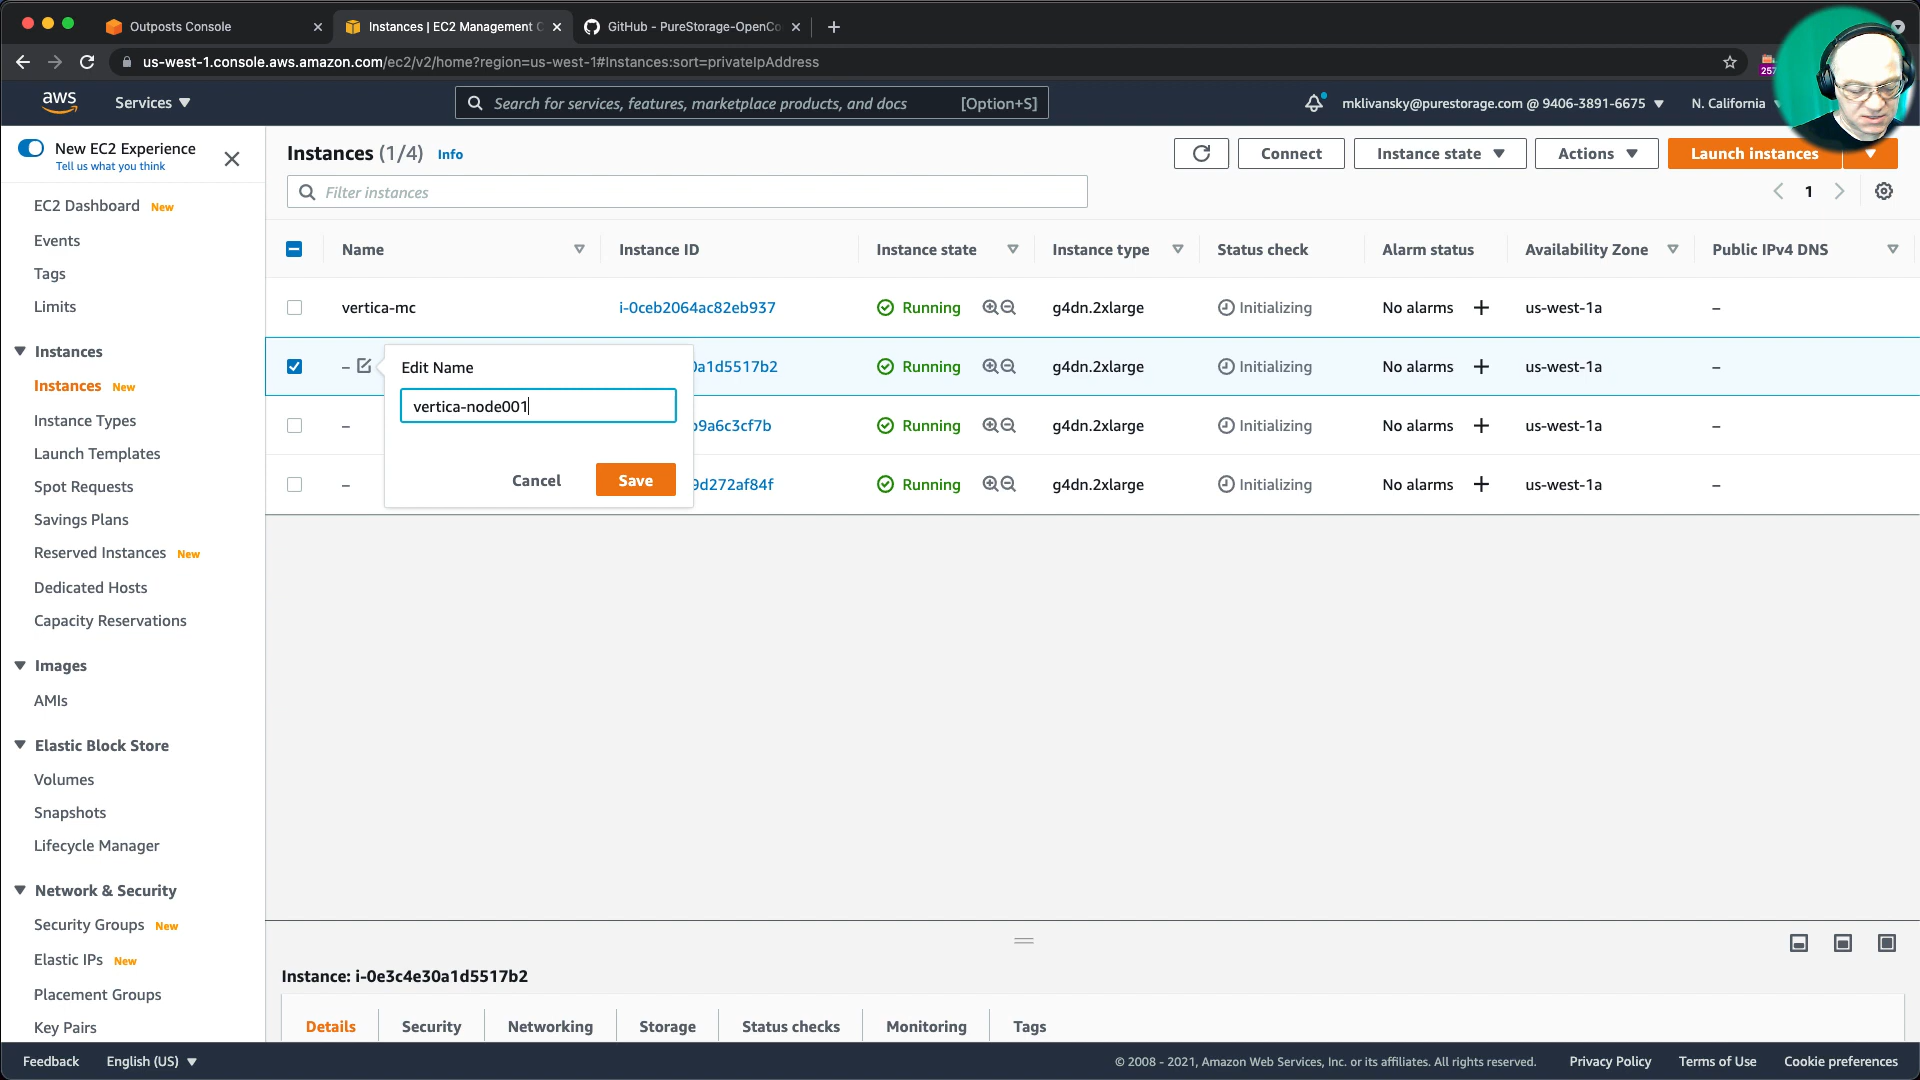 Outposts Console
Instances | EC2 Management C
GitHub - PureStorage-OpenCo
us-west-1.console.aws.amazon.com/ec2/v2/home?region=us-west-1#Instances:sort=privateIpAddress
257
aws
Services
Search for services, features, marketplace products, and docs [Option+S]
mklivansky@purestorage.com @ 9406-3891-6675
N. California
New EC2 Experience
Tell us what you think
EC2 Dashboard New
Events
Tags
Limits
Instances
Instances New
Instance Types
Launch Templates
Spot Requests
Savings Plans
Reserved Instances New
Dedicated Hosts
Capacity Reservations
Images
AMIs
Elastic Block Store
Volumes
Snapshots
Lifecycle Manager
Network & Security
Security Groups New
Elastic IPs New
Placement Groups
Key Pairs
Instances (1/4) Info
Connect
Instance state
Actions
Launch instances
Filter instances
1
Name Instance ID Instance state Instance type Status check Alarm status Availability Zone Public IPv4 DNS
vertica-mc i-0ceb2064ac82eb937 Running g4dn.2xlarge Initializing No alarms + us-west-1a –
– 0a1d5517b2 Running g4dn.2xlarge Initializing No alarms + us-west-1a –
– b9a6c3cf7b Running g4dn.2xlarge Initializing No alarms + us-west-1a –
– 9d272af84f Running g4dn.2xlarge Initializing No alarms + us-west-1a –
Edit Name
vertica-node001
Cancel Save
Instance: i-0e3c4e30a1d5517b2
Details Security Networking Storage Status checks Monitoring Tags
Feedback English (US)
© 2008 - 2021, Amazon Web Services, Inc. or its affiliates. All rights reserved. Privacy Policy Terms of Use Cookie preferences